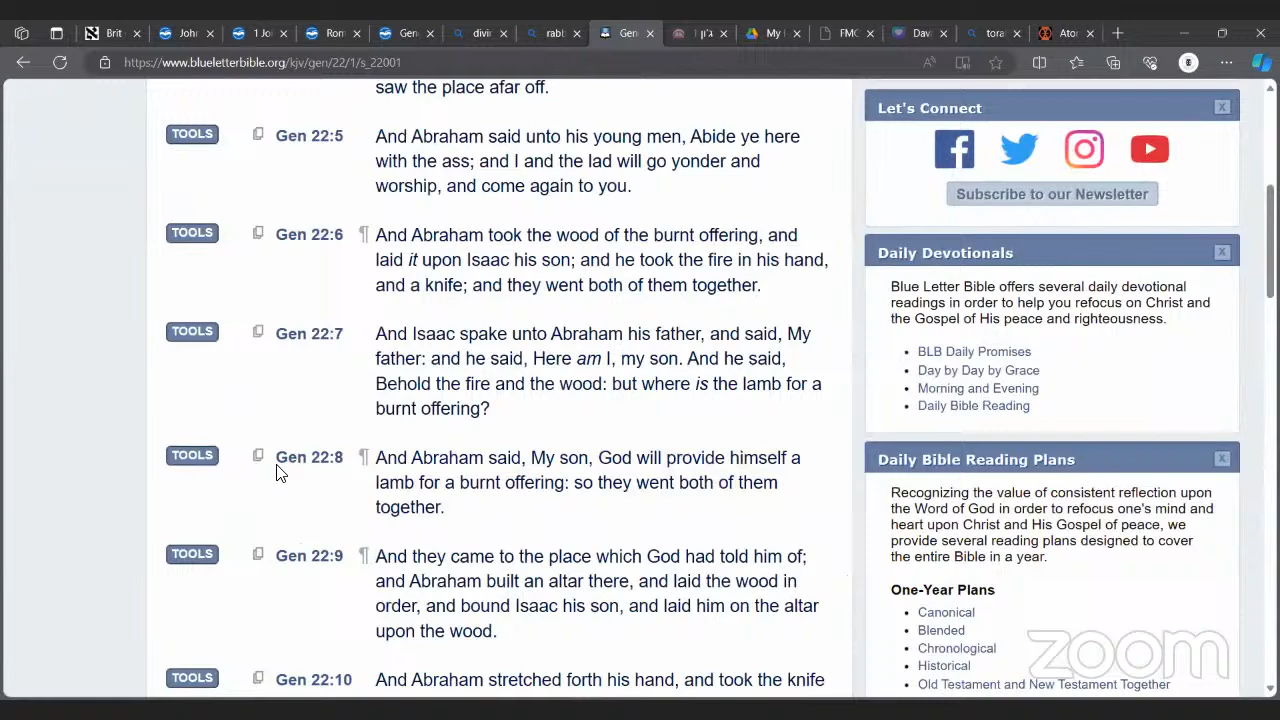 Brit
John
1 Jo
Rom
Gen
divi
rabl
Gen
My l
FMC
Davi
tora
Ator
https://www.blueletterbible.org/kjv/gen/22/1/s_22001
saw the place afar off.
TOOLS Gen 22:5 And Abraham said unto his young men, Abide ye here
with the ass; and I and the lad will go yonder and
worship, and come again to you.
TOOLS Gen 22:6 ¶ And Abraham took the wood of the burnt offering, and
laid it upon Isaac his son; and he took the fire in his hand,
and a knife; and they went both of them together.
TOOLS Gen 22:7 And Isaac spake unto Abraham his father, and said, My
father: and he said, Here am I, my son. And he said,
Behold the fire and the wood: but where is the lamb for a
burnt offering?
TOOLS Gen 22:8 ¶ And Abraham said, My son, God will provide himself a
lamb for a burnt offering: so they went both of them
together.
TOOLS Gen 22:9 ¶ And they came to the place which God had told him of;
and Abraham built an altar there, and laid the wood in
order, and bound Isaac his son, and laid him on the altar
upon the wood.
TOOLS Gen 22:10 And Abraham stretched forth his hand, and took the knife
Let's Connect
Subscribe to our Newsletter
Daily Devotionals
Blue Letter Bible offers several daily devotional
readings in order to help you refocus on Christ and
the Gospel of His peace and righteousness.
• BLB Daily Promises
• Day by Day by Grace
• Morning and Evening
• Daily Bible Reading
Daily Bible Reading Plans
Recognizing the value of consistent reflection upon
the Word of God in order to refocus one's mind and
heart upon Christ and His Gospel of peace, we
provide several reading plans designed to cover
the entire Bible in a year.
One-Year Plans
• Canonical
• Blended
• Chronological
• Historical
• Old Testament and New Testament Together
zoom